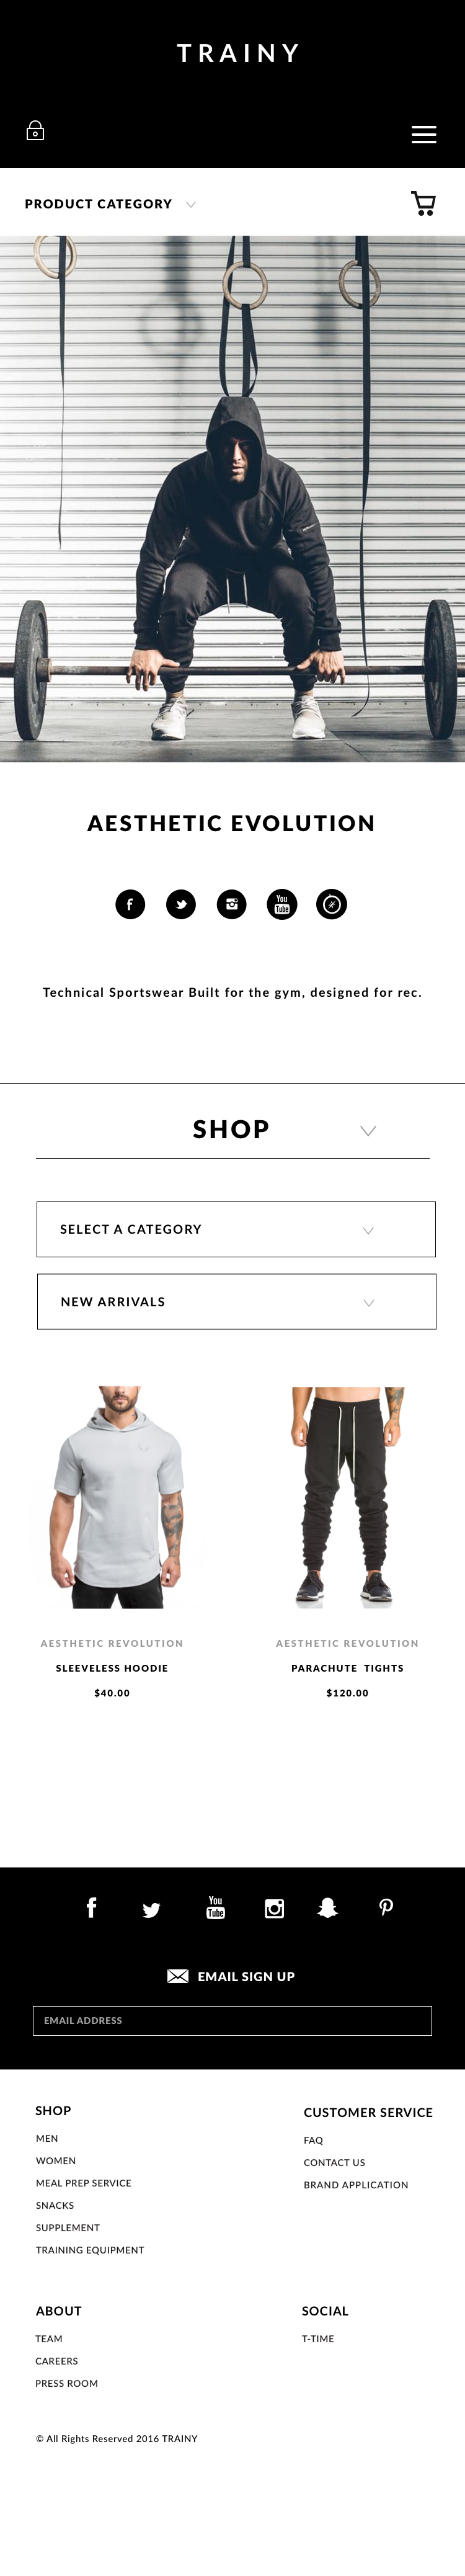 TRAINY
PRODUCT CATEGORY
AESTHETIC EVOLUTION
f
You
Tube
Technical Sportswear Built for the gym, designed for rec.
SHOP
SELECT A CATEGORY
NEW ARRIVALS
AESTHETIC REVOLUTION
SLEEVELESS HOODIE
$40.00
AESTHETIC REVOLUTION
PARACHUTE TIGHTS
$120.00
f
You
Tube
EMAIL SIGN UP
EMAIL ADDRESS
SHOP
MEN
WOMEN
MEAL PREP SERVICE
SNACKS
SUPPLEMENT
TRAINING EQUIPMENT
CUSTOMER SERVICE
FAQ
CONTACT US
BRAND APPLICATION
ABOUT
TEAM
CAREERS
PRESS ROOM
SOCIAL
T-TIME
© All Rights Reserved 2016 TRAINY